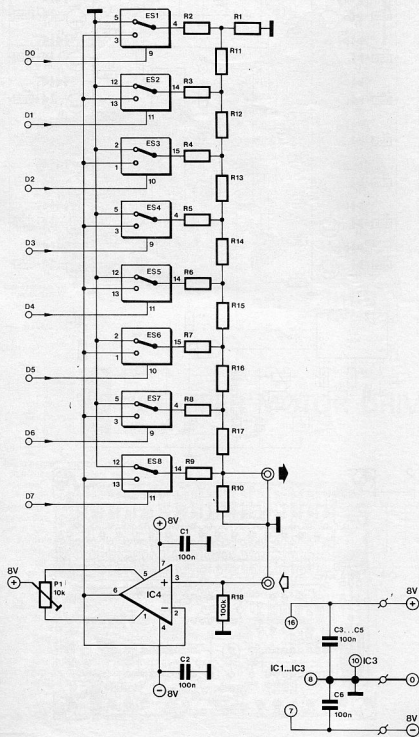 5 ES1 4 R2 R1
3
9
R11
D0
12 ES2 14 R3
13
11
R12
D1
2 ES3 15 R4
1
10
R13
D2
5 ES4 4 R5
3
9
R14
D3
12 ES5 14 R6
13
11
R15
D4
2 ES6 15 R7
1
10
R16
D5
5 ES7 4 R8
3
9
R17
D6
12 ES8 14 R9
13
11
R10
D7
+ 8V
C1
100n
8V
+
P1
10k
5 7
6 + 3
IC4
− 2
1 4
R18
100k
C2
100n
− 8V
8V
16 +
C3...C5
100n
10 IC3
IC1...IC3 8 0
C6
100n
8V
7 −